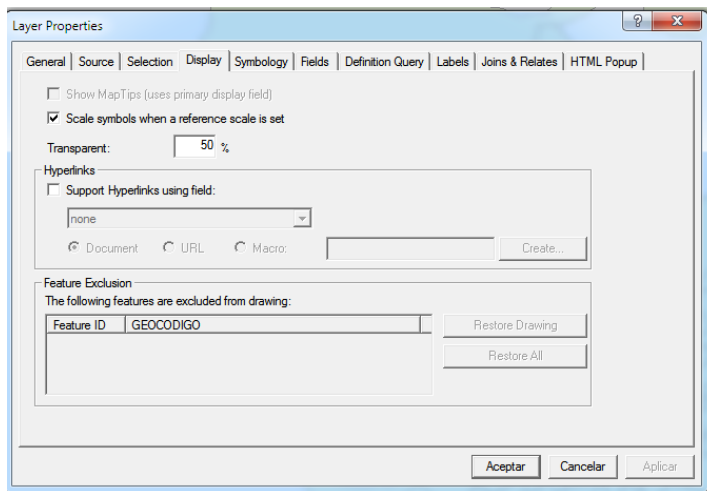 Layer Properties
General Source Selection Display Symbology Fields Definition Query Labels Joins & Relates HTML Popup
Show MapTips (uses primary display field)
Scale symbols when a reference scale is set
Transparent: 50 %
Hyperlinks
Support Hyperlinks using field:
none
Document URL Macro: Create...
Feature Exclusion
The following features are excluded from drawing:
Feature ID GEOCODIGO
Restore Drawing
Restore All
Aceptar Cancelar Aplicar